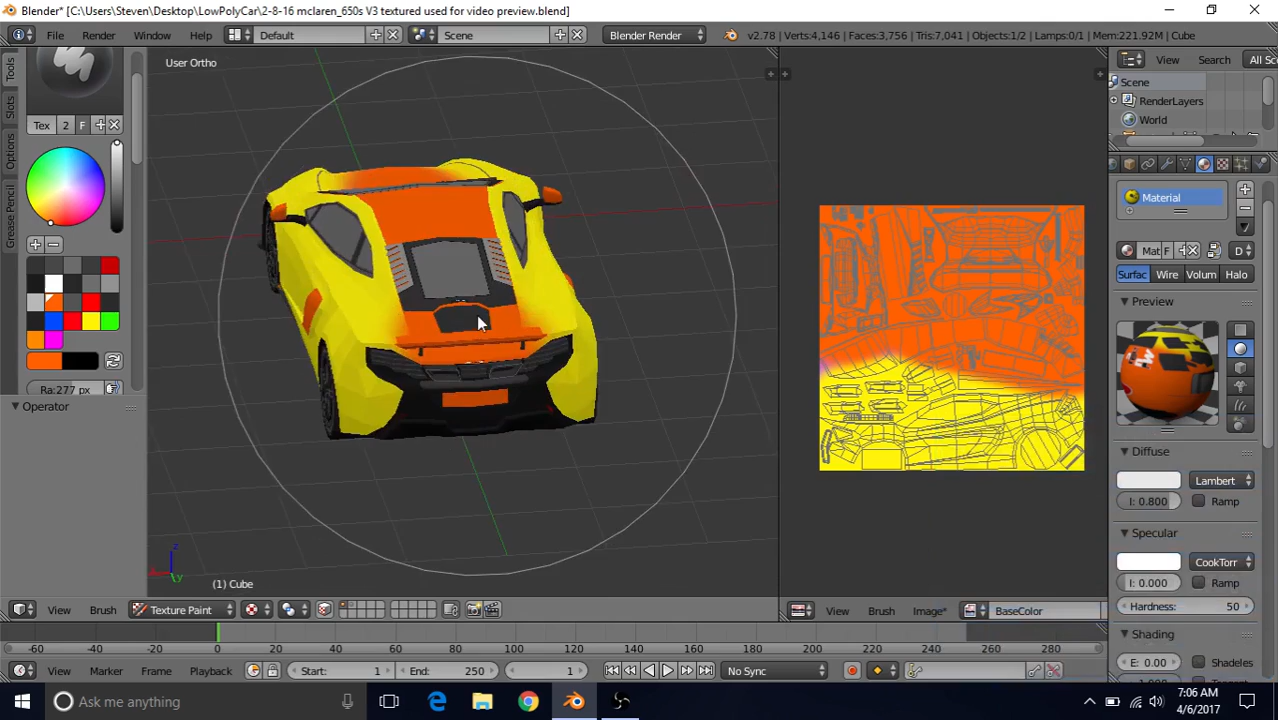 Blender* [C:\Users\Steven\Desktop\LowPolyCar\2-8-16 mclaren_650s V3 textured used for video preview.blend]
File Render Window Help Default Scene Blender Render v2.78 | Verts:4,146 | Faces:3,756 | Tris:7,041 | Objects:1/2 | Lamps:0/1 | Mem:221.92M | Cube
User Ortho
View Search All Sc
Scene
RenderLayers
World
Tools
Slots
Options
Grease Pencil
Tex 2 F
Ra:277 px
Operator
Material
Mat F D
Surfac Wire Volum Halo
Preview
Diffuse
Lambert
I: 0.800 Ramp
Specular
CookTorr
I: 0.000 Ramp
Hardness: 50
Shading
E: 0.00 Shadeles
z
y
(1) Cube
View Brush Texture Paint
View Brush Image* BaseColor
-60 -40 -20 0 20 40 60 80 100 120 140 160 180 200 220 240 260 280
View Marker Frame Playback Start: 1 End: 250 1 No Sync
Ask me anything
7:06 AM
4/6/2017